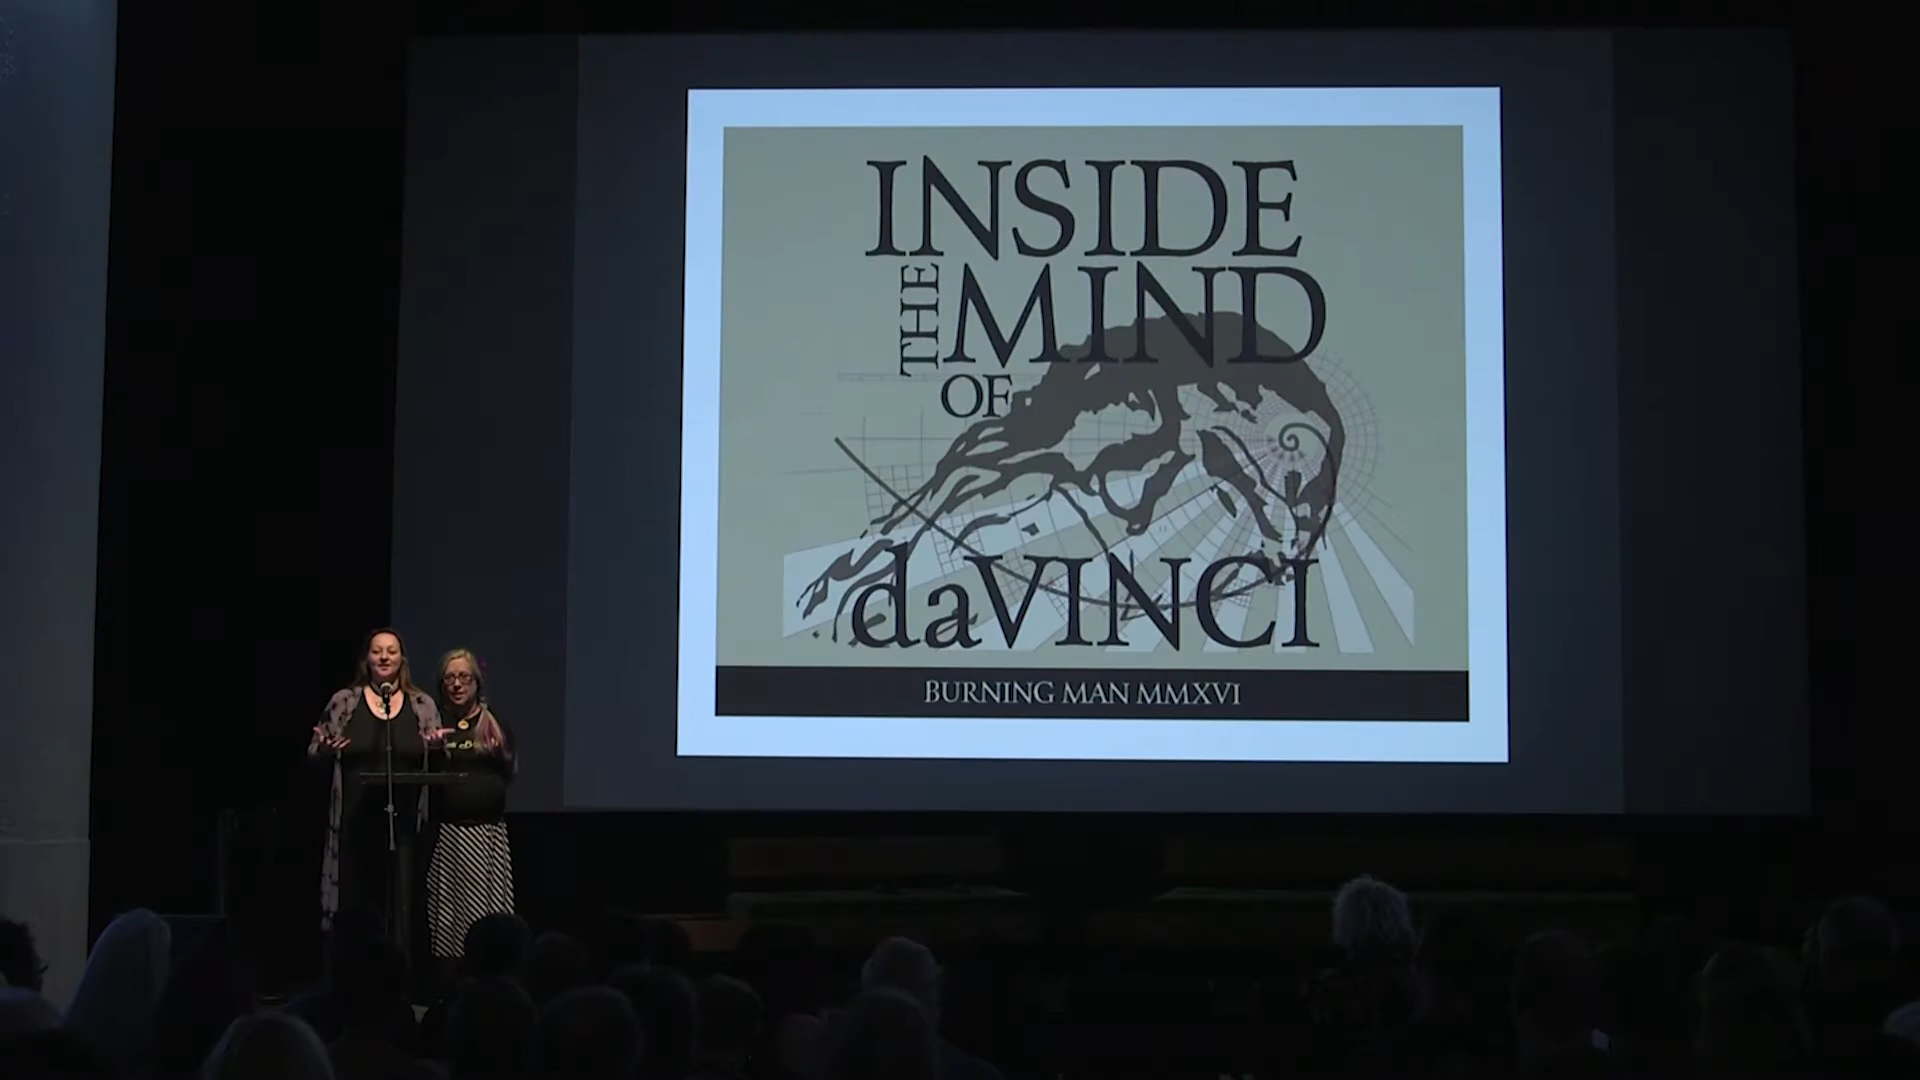 INSIDE
THE
MIND
OF
daVINCI
BURNING MAN MMXVI